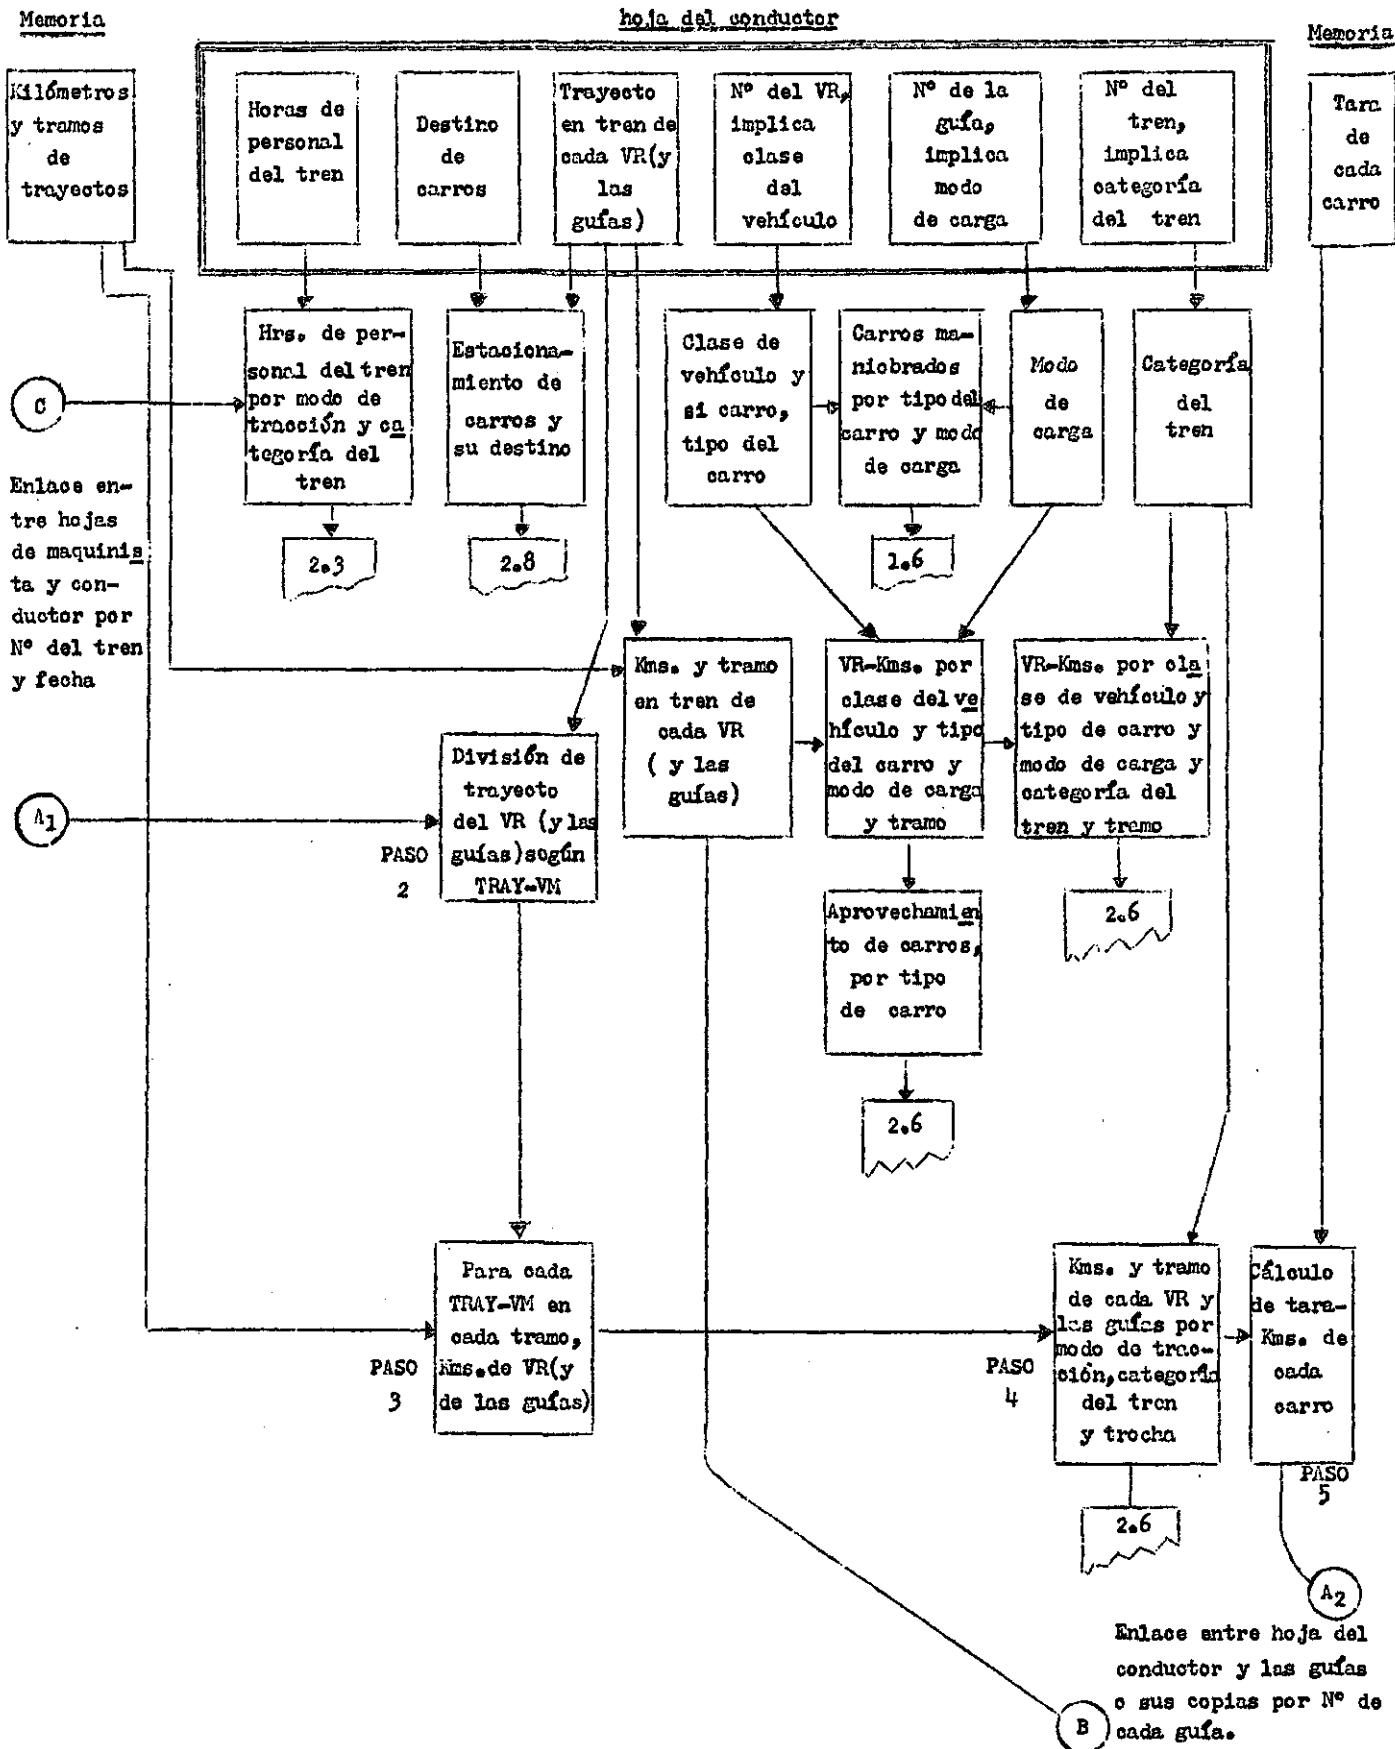 Memoria
hoja del conductor
Memoria
Kilómetros
y tramos
de
trayectos
Horas de
personal
del tren
Destino
de
carros
Trayecto
en tren de
cada VR(y
las
guías)
Nº del VR,
implica
clase
del
vehículo
Nº de la
guía,
implica
modo
de carga
Nº del
tren,
implica
categoría
del tren
Tara
de
cada
carro
Hrs. de per-
sonal del tren
por modo de
tracción y ca
tegoría del
tren
Estaciona-
miento de
carros y
su destino
Clase de
vehículo y
si carro,
tipo del
carro
Carros ma-
niobrados
por tipo del
carro y modo
de carga
Modo
de
carga
Categoría
del
tren
C
Enlace en-
tre hojas
de maquinis
ta y con-
ductor por
Nº del tren
y fecha
2.3
2.8
1.6
Kms. y tramo
en tren de
cada VR
( y las
guías)
VR-Kms. por
clase del ve
hículo y tipo
del carro y
modo de carga
y tramo
VR-Kms. por cla
se de vehículo y
tipo de carro y
modo de carga y
categoría del
tren y tramo
A1
División de
trayecto
del VR (y las
guías)según
TRAY-VM
PASO
2
Aprovechamien
to de carros,
por tipo
de carro
2.6
2.6
Para cada
TRAY-VM en
cada tramo,
Kms.de VR(y
de las guías)
PASO
3
Kms. y tramo
de cada VR y
las guías por
modo de trac-
ción,categoría
del tren
y trocha
PASO
4
Cálculo
de tara-
Kms. de
cada
carro
PASO
5
2.6
A2
Enlace entre hoja del
conductor y las guías
o sus copias por Nº de
cada guía.
B